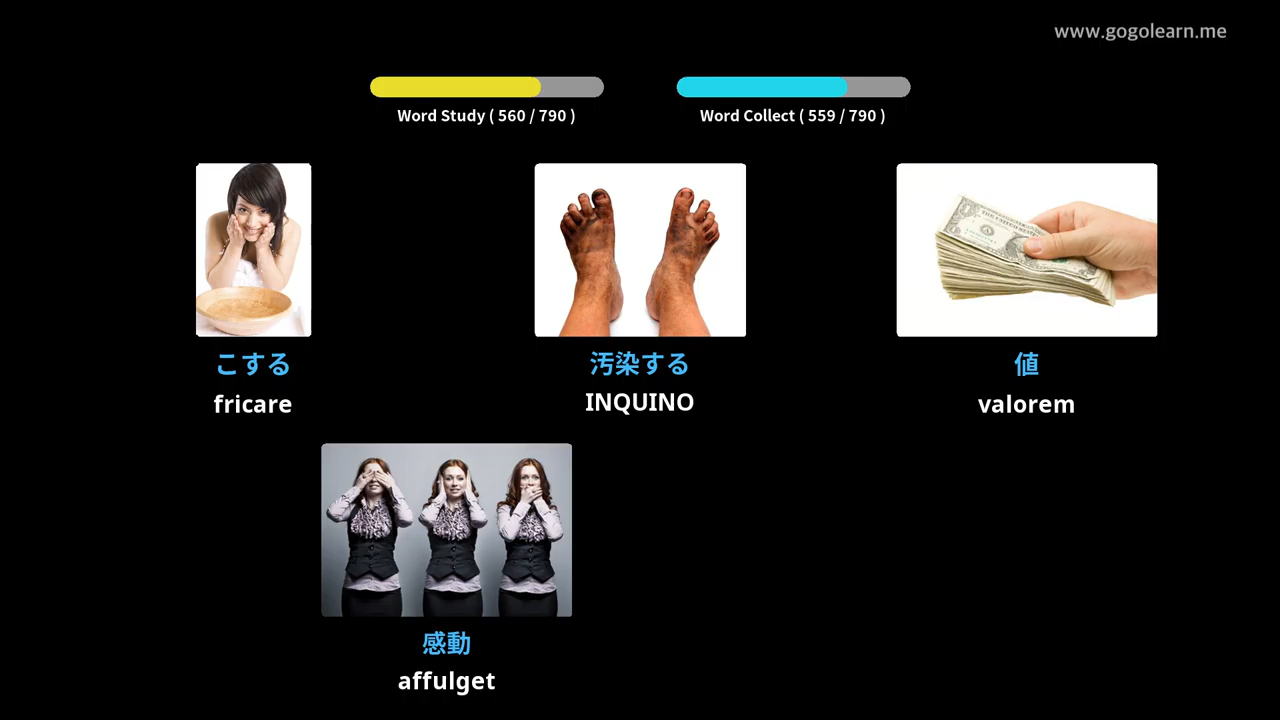 www.gogolearn.me
Word Study ( 560 / 790 )
Word Collect ( 559 / 790 )
こする
fricare
汚染する
INQUINO
値
valorem
感動
affulget